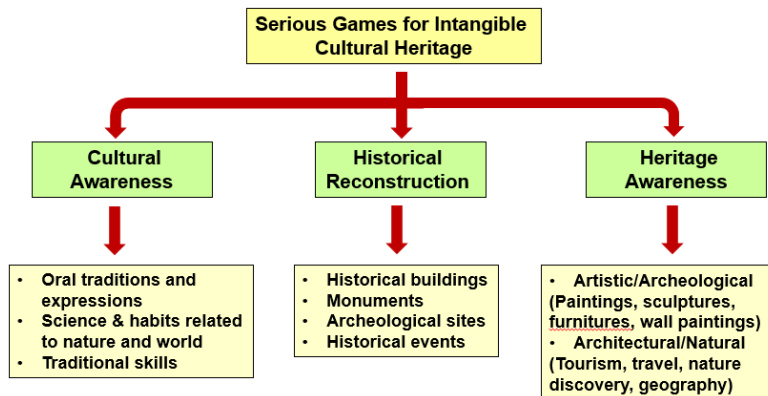 Serious Games for Intangible
Cultural Heritage
Cultural
Awareness
Historical
Reconstruction
Heritage
Awareness
• Oral traditions and
expressions
• Science & habits related
to nature and world
• Traditional skills
• Historical buildings
• Monuments
• Archeological sites
• Historical events
• Artistic/Archeological
(Paintings, sculptures,
furnitures, wall paintings)
• Architectural/Natural
(Tourism, travel, nature
discovery, geography)